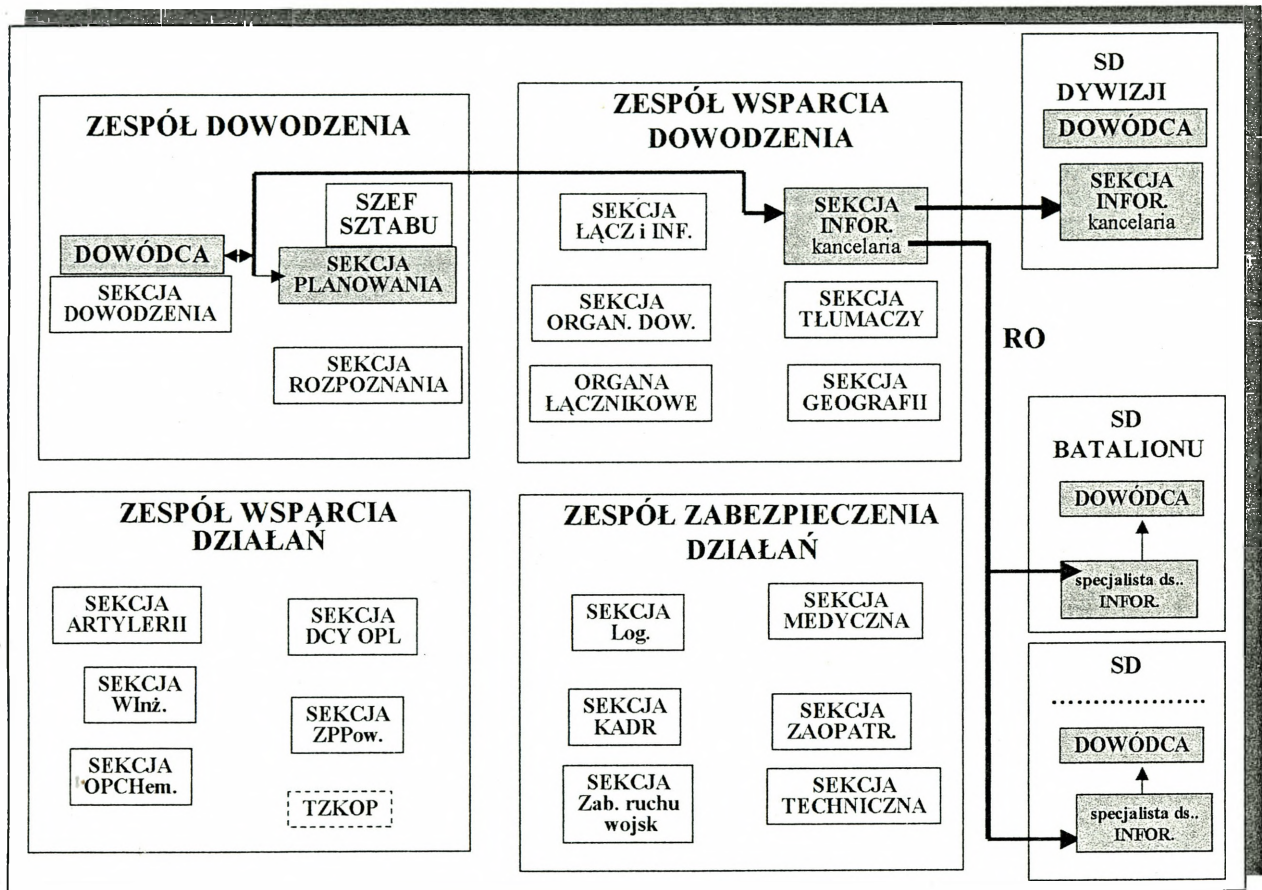 ZESPÓŁ DOWODZENIA
SZEF
SZTABU
DOWÓDCA
SEKCJA
DOWODZENIA
SEKCJA
PLANOWANIA
SEKCJA
ROZPOZNANIA
ZESPÓŁ WSPARCIA
DOWODZENIA
SEKCJA
ŁĄCZ i INF.
SEKCJA
INFOR.
kancelaria
SEKCJA
ORGAN. DOW.
SEKCJA
TŁUMACZY
ORGANA
ŁĄCZNIKOWE
SEKCJA
GEOGRAFII
SD
DYWIZJI
DOWÓDCA
SEKCJA
INFOR.
kancelaria
RO
SD
BATALIONU
DOWÓDCA
specjalista ds..
INFOR.
SD
......................
DOWÓDCA
specjalista ds..
INFOR.
ZESPÓŁ WSPARCIA
DZIAŁAŃ
SEKCJA
ARTYLERII
SEKCJA
DCY OPL
SEKCJA
WInż.
SEKCJA
ZPPow.
SEKCJA
OPCHem.
TZKOP
ZESPÓŁ ZABEZPIECZENIA
DZIAŁAŃ
SEKCJA
Log.
SEKCJA
MEDYCZNA
SEKCJA
KADR
SEKCJA
ZAOPATR.
SEKCJA
Zab. ruchu
wojsk
SEKCJA
TECHNICZNA